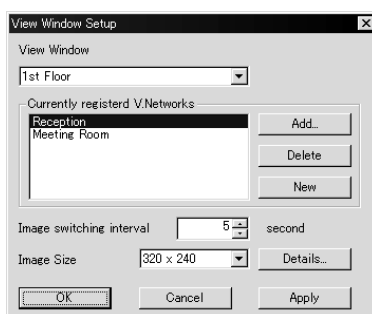 View Window Setup
View Window
1st Floor
Currently registerd V.Networks
Reception
Meeting Room
Add...
Delete
New
Image switching interval 5 second
Image Size 320 x 240 Details...
OK Cancel Apply